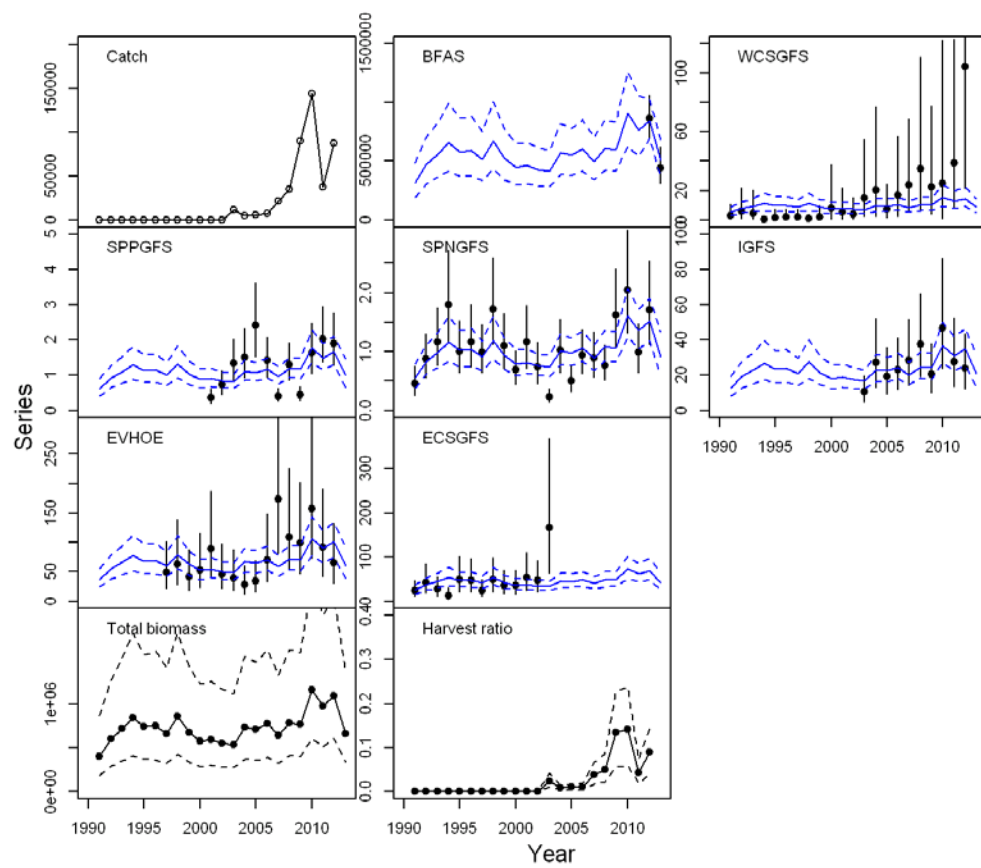 Catch
BFAS
WCSGFS
0 50000 150000
0 500000 1500000
0 20 60 100
SPPGFS
SPNGFS
IGFS
0 1 2 3 4 5
0.0 1.0 2.0
0 20 40 60 80 100
1990 1995 2000 2005 2010
EVHOE
ECSGFS
0 50 150 250
0 100 300
Total biomass
Harvest ratio
0e+00 1e+06
0.0 0.1 0.2 0.3 0.40
1990 1995 2000 2005 2010
1990 1995 2000 2005 2010
Series
Year